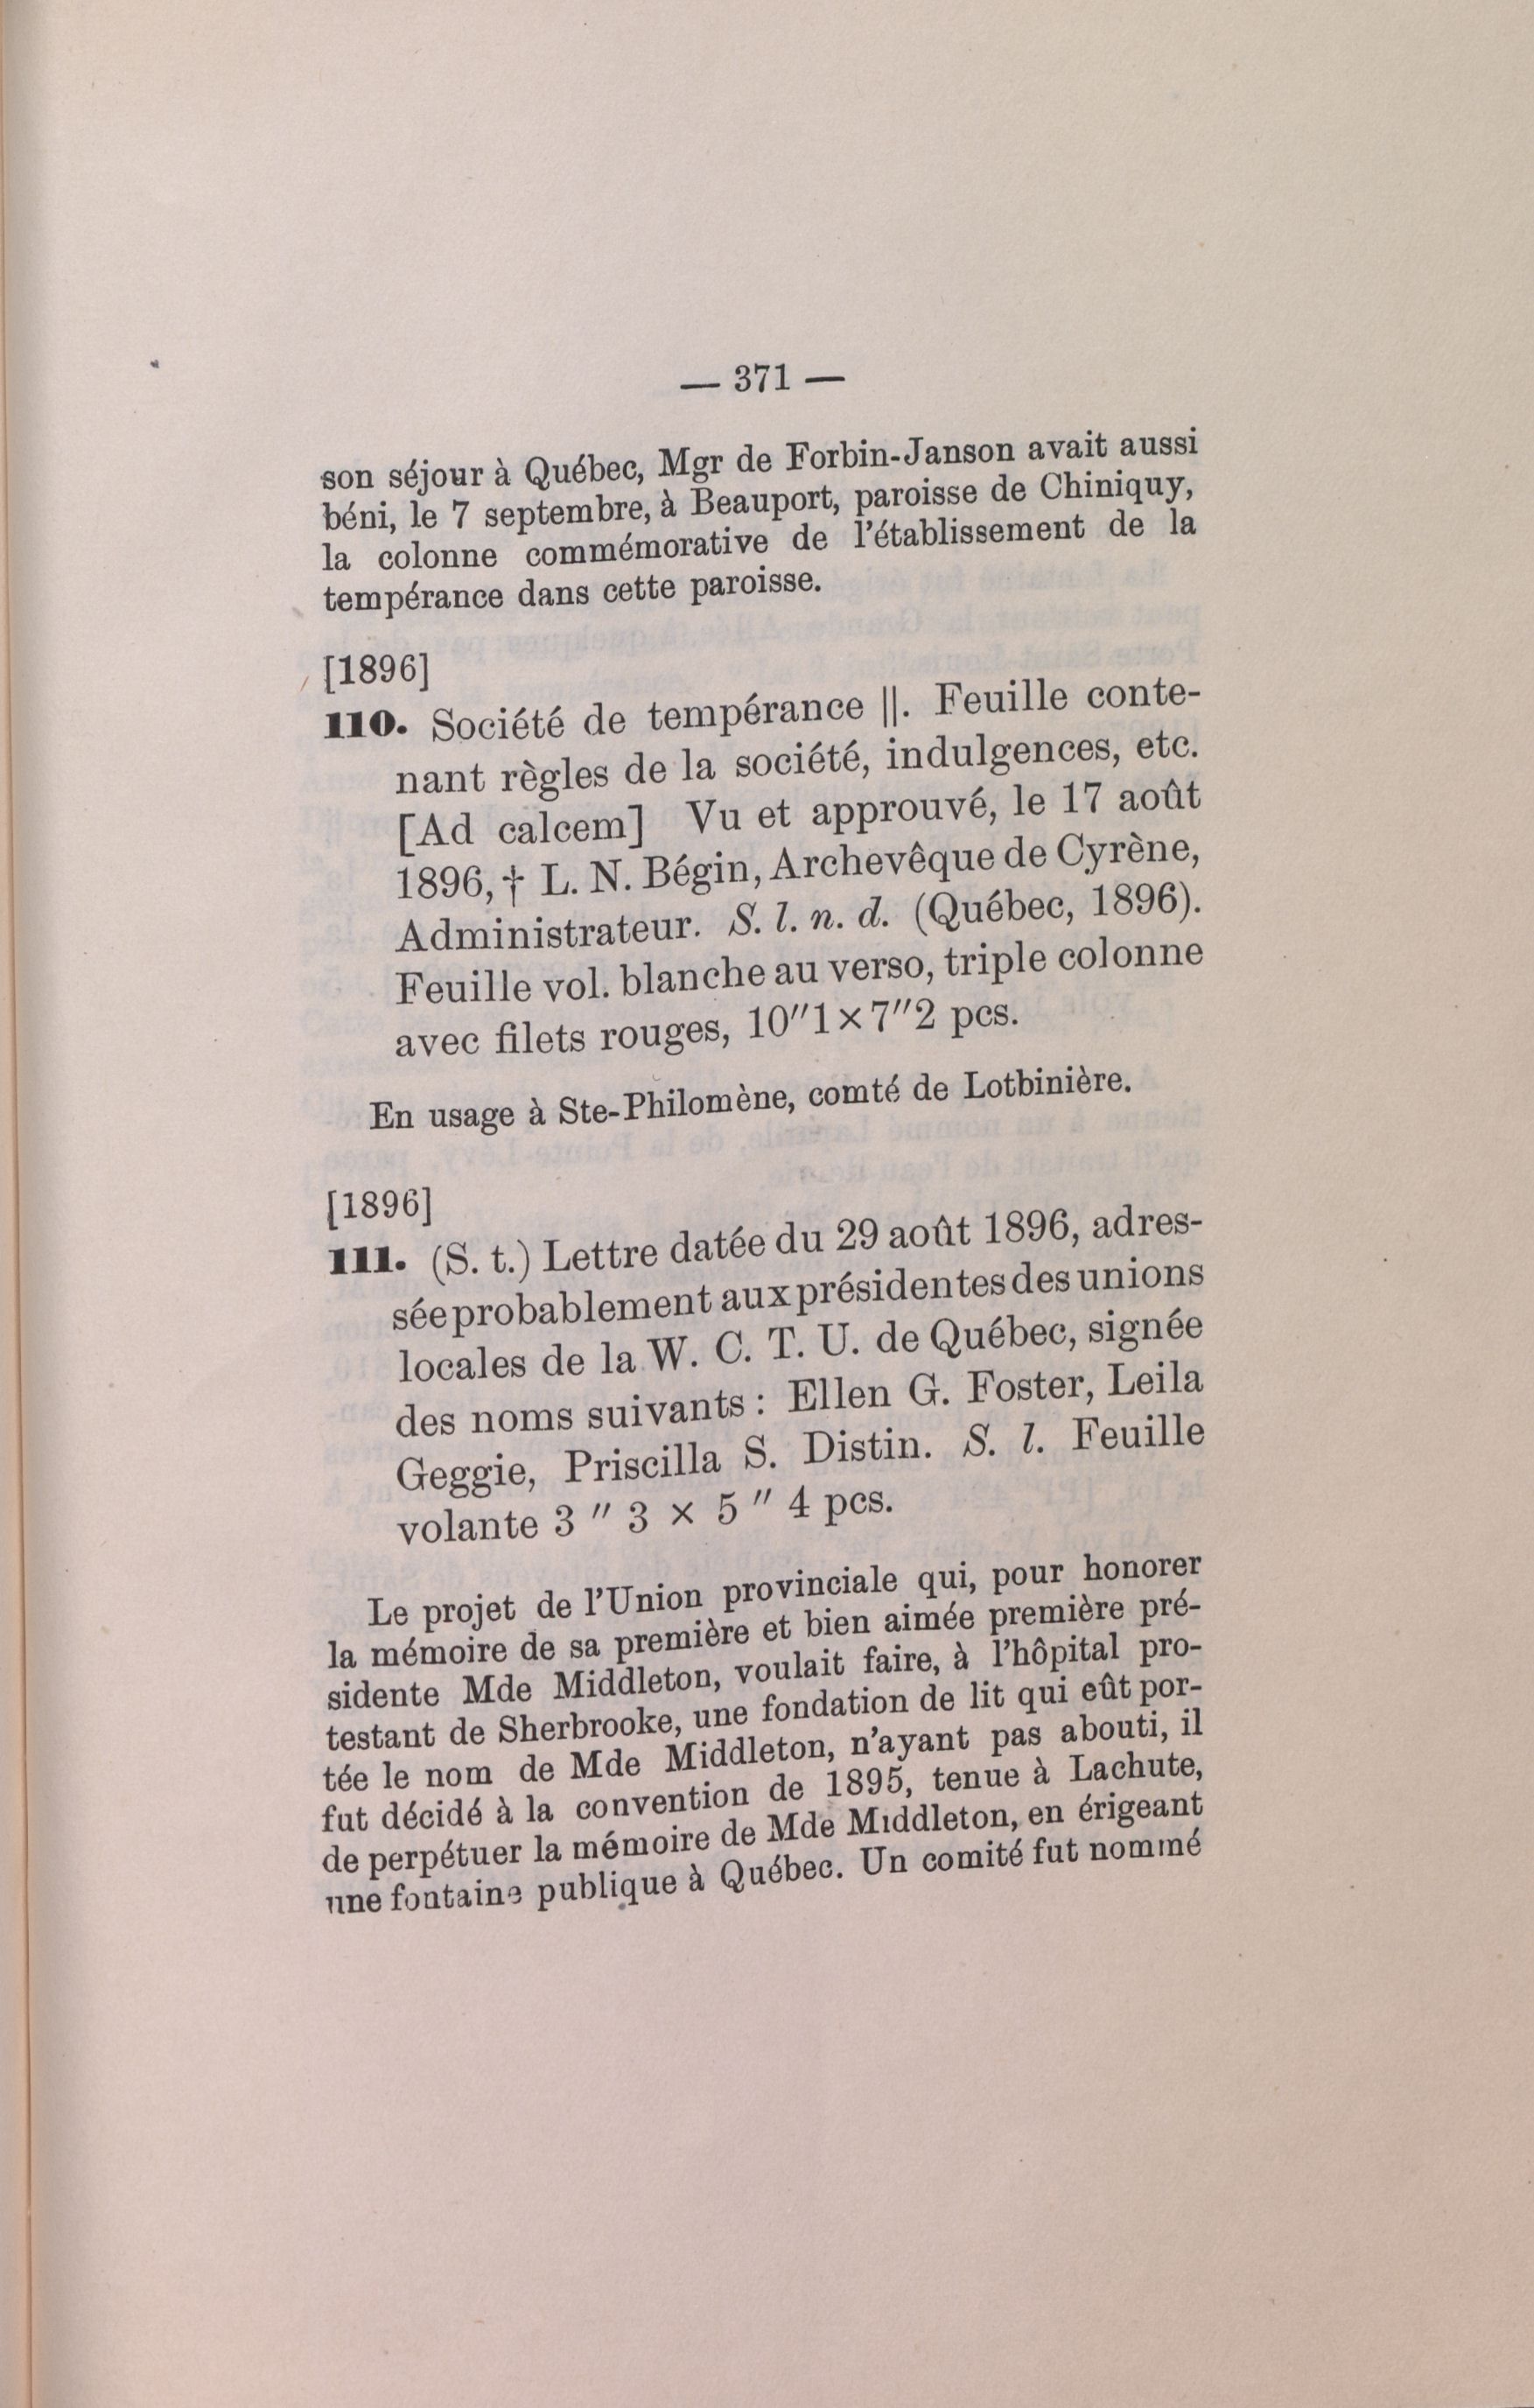 — 371 —
son séjour à Québec, Mgr de Forbin-Janson avait aussi
béni, le 7 septembre, à Beauport, paroisse de Chiniquy,
la colonne commémorative de l'établissement de la
tempérance dans cette paroisse.
[1896]
110. Société de tempérance ||. Feuille conte-
nant règles de la société, indulgences, etc.
[Ad calcem] Vu et approuvé, le 17 août
1896, † L. N. Bégin, Archevêque de Cyrène,
Administrateur. S. l. n. d. (Québec, 1896).
Feuille vol. blanche au verso, triple colonne
avec filets rouges, 10"1 × 7"2 pcs.
En usage à Ste-Philomène, comté de Lotbinière.
[1896]
111. (S. t.) Lettre datée du 29 août 1896, adres-
sée probablement aux présidentes des unions
locales de la W. C. T. U. de Québec, signée
des noms suivants : Ellen G. Foster, Leila
Geggie, Priscilla S. Distin. S. l. Feuille
volante 3 " 3 × 5 " 4 pcs.
Le projet de l'Union provinciale qui, pour honorer
la mémoire de sa première et bien aimée première pré-
sidente Mde Middleton, voulait faire, à l'hôpital pro-
testant de Sherbrooke, une fondation de lit qui eût por-
tée le nom de Mde Middleton, n'ayant pas abouti, il
fut décidé à la convention de 1895, tenue à Lachute,
de perpétuer la mémoire de Mde Middleton, en érigeant
une fontaine publique à Québec. Un comité fut nommé